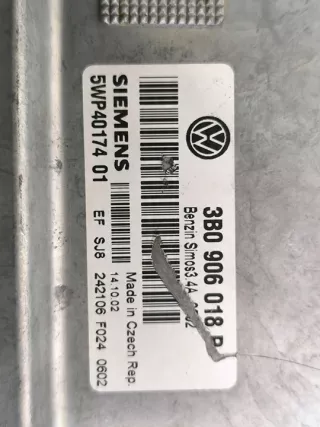 3B0 906 018
Benzin Simos3.4A
SIEMENS
5WP40174 01
Made in Czech Rep.
14.10.02
EF SJ8 242106 F024 0602